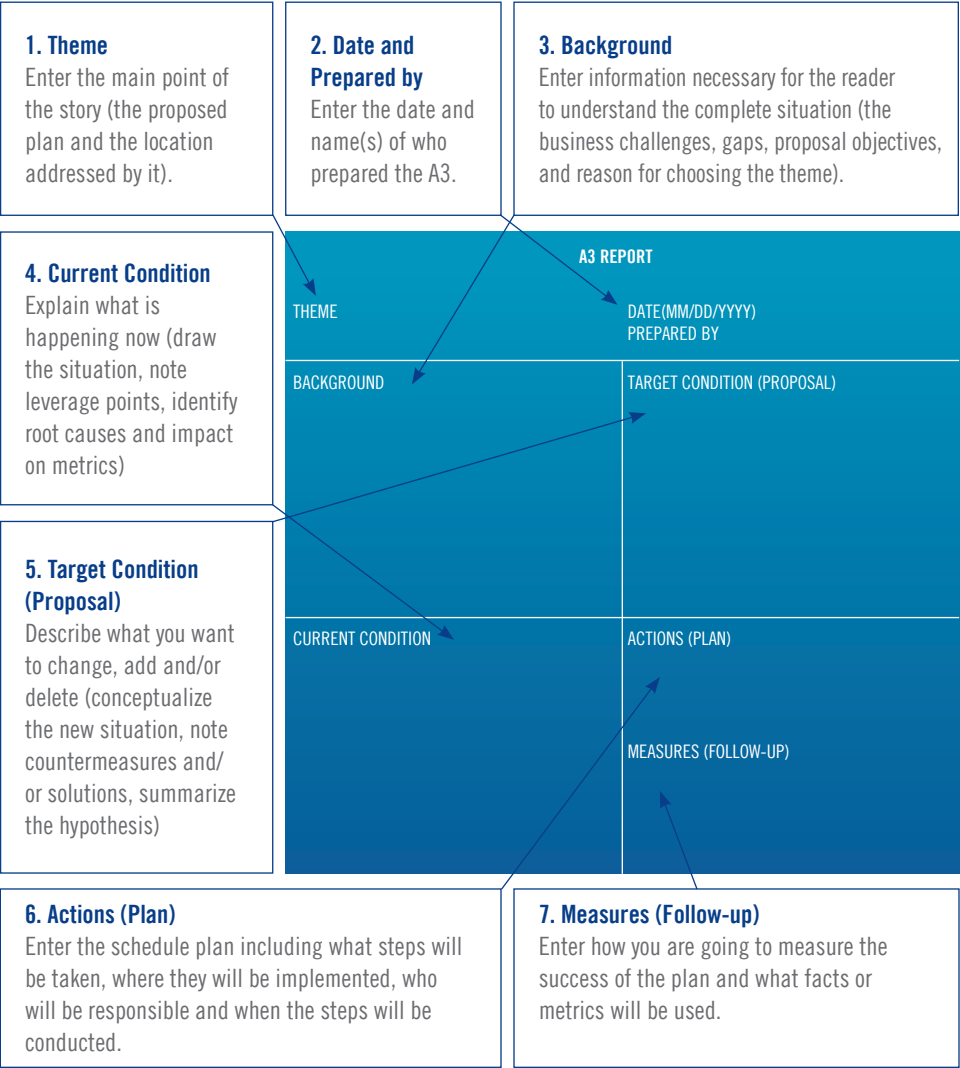 1. Theme
Enter the main point of
the story (the proposed
plan and the location
addressed by it).
2. Date and
Prepared by
Enter the date and
name(s) of who
prepared the A3.
3. Background
Enter information necessary for the reader
to understand the complete situation (the
business challenges, gaps, proposal objectives,
and reason for choosing the theme).
4. Current Condition
Explain what is
happening now (draw
the situation, note
leverage points, identify
root causes and impact
on metrics)
5. Target Condition
(Proposal)
Describe what you want
to change, add and/or
delete (conceptualize
the new situation, note
countermeasures and/
or solutions, summarize
the hypothesis)
A3 REPORT
THEME
DATE(MM/DD/YYYY)
PREPARED BY
BACKGROUND
TARGET CONDITION (PROPOSAL)
CURRENT CONDITION
ACTIONS (PLAN)
MEASURES (FOLLOW-UP)
6. Actions (Plan)
Enter the schedule plan including what steps will
be taken, where they will be implemented, who
will be responsible and when the steps will be
conducted.
7. Measures (Follow-up)
Enter how you are going to measure the
success of the plan and what facts or
metrics will be used.